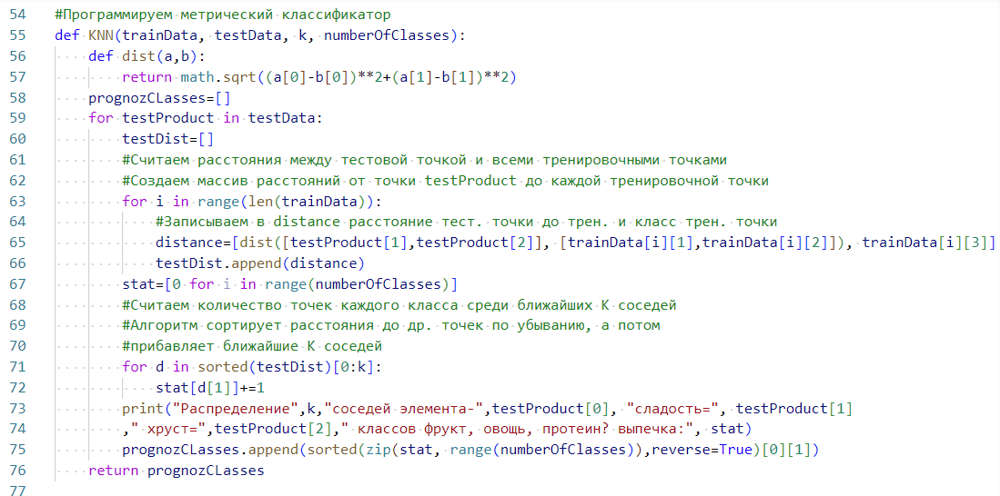 54 #Программируем метрический классификатор
55 def KNN(trainData, testData, k, numberOfClasses):
56     def dist(a,b):
57         return math.sqrt((a[0]-b[0])**2+(a[1]-b[1])**2)
58     prognozCLasses=[]
59     for testProduct in testData:
60         testDist=[]
61         #Считаем расстояния между тестовой точкой и всеми тренировочными точками
62         #Создаем массив расстояний от точки testProduct до каждой тренировочной точки
63         for i in range(len(trainData)):
64             #Записываем в distance расстояние тест. точки до трен. и класс трен. точки
65             distance=[dist([testProduct[1],testProduct[2]], [trainData[i][1],trainData[i][2]]), trainData[i][3]]
66             testDist.append(distance)
67         stat=[0 for i in range(numberOfClasses)]
68         #Считаем количество точек каждого класса среди ближайших K соседей
69         #Алгоритм сортирует расстояния до др. точек по убыванию, а потом
70         #прибавляет ближайшие K соседей
71         for d in sorted(testDist)[0:k]:
72             stat[d[1]]+=1
73         print("Распределение",k,"соседей элемента-",testProduct[0], "сладость=", testProduct[1]
74         ," хруст=",testProduct[2]," классов фрукт, овощь, протеин? выпечка:", stat)
75         prognozCLasses.append(sorted(zip(stat, range(numberOfClasses)),reverse=True)[0][1])
76     return prognozCLasses
77